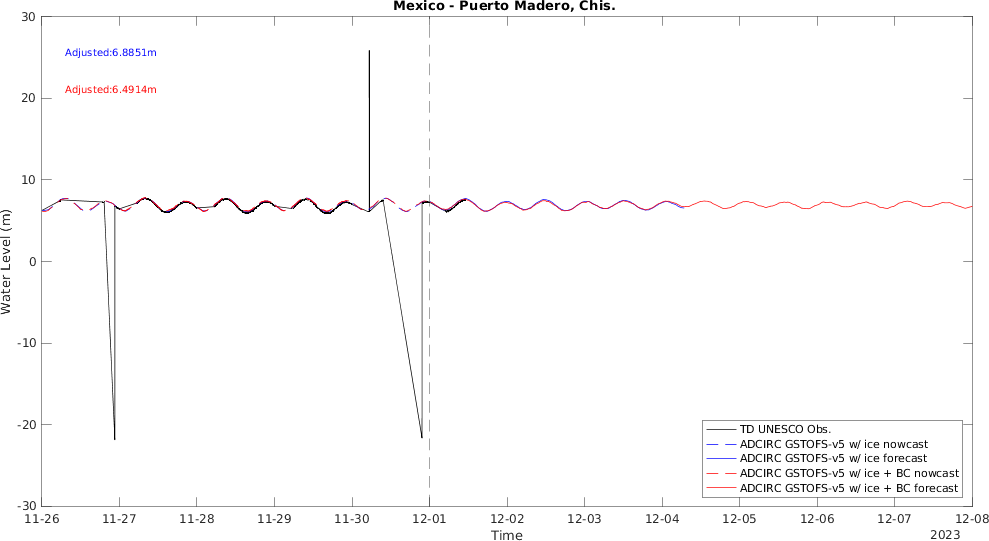 Mexico - Puerto Madero, Chis.
30
20
10
0
-10
-20
-30
Water Level (m)
Adjusted:6.8851m
Adjusted:6.4914m
TD UNESCO Obs.
ADCIRC GSTOFS-v5 w/ ice nowcast
ADCIRC GSTOFS-v5 w/ ice forecast
ADCIRC GSTOFS-v5 w/ ice + BC nowcast
ADCIRC GSTOFS-v5 w/ ice + BC forecast
11-26 11-27 11-28 11-29 11-30 12-01 12-02 12-03 12-04 12-05 12-06 12-07 12-08
Time
2023